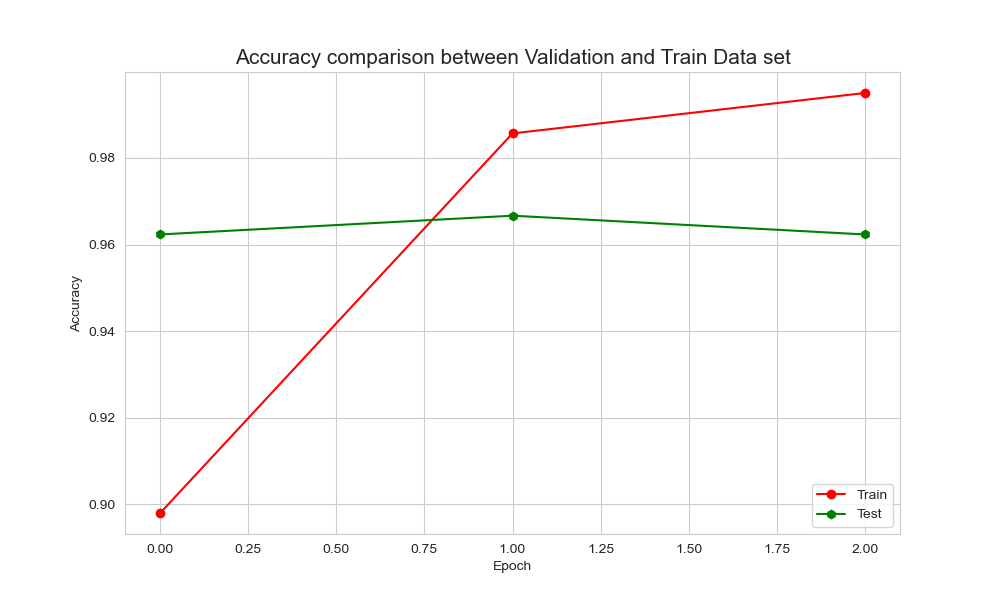 Accuracy comparison between Validation and Train Data set
0.98
0.96
0.94
0.92
0.90
Accuracy
0.00 0.25 0.50 0.75 1.00 1.25 1.50 1.75 2.00
Epoch
Train
Test